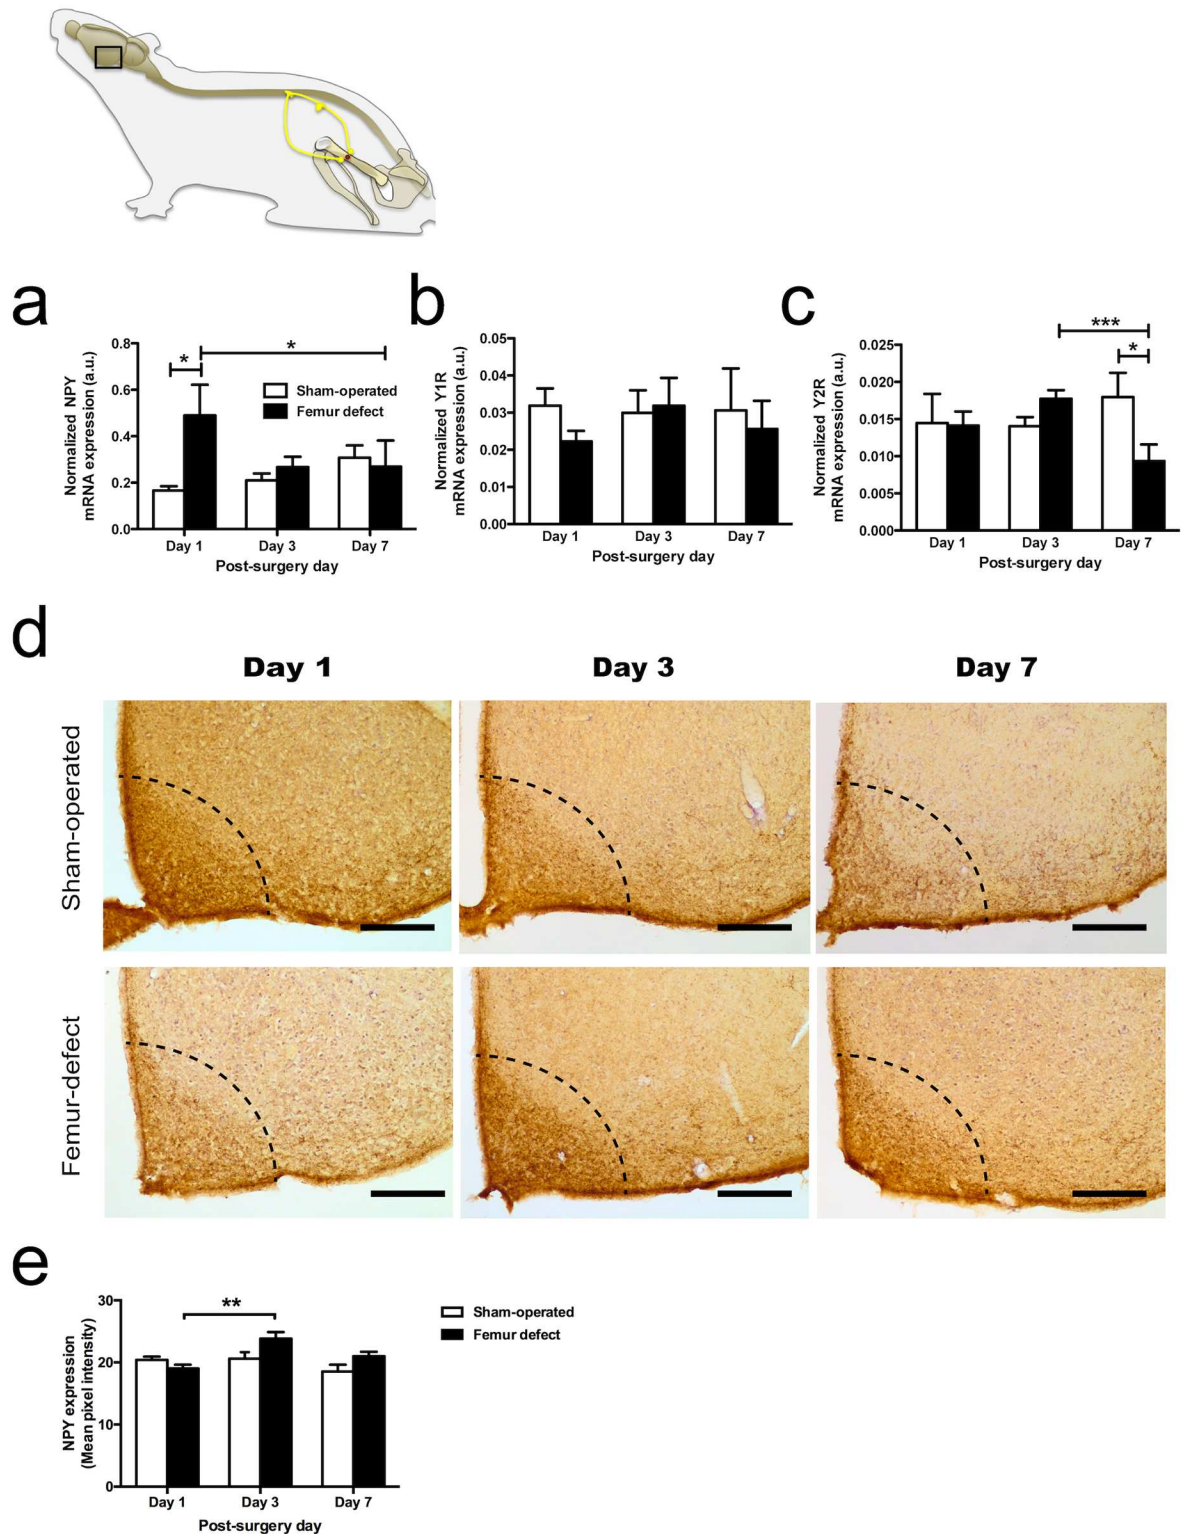 a
Normalized NPY
mRNA expression (a.u.)
0.8
0.6
0.4
0.2
0.0
*
*
Sham-operated
Femur defect
Day 1
Day 3
Day 7
Post-surgery day
b
Normalized Y1R
mRNA expression (a.u.)
0.05
0.04
0.03
0.02
0.01
0.00
Day 1
Day 3
Day 7
Post-surgery day
c
Normalized Y2R
mRNA expression (a.u.)
0.025
0.020
0.015
0.010
0.005
0.000
***
*
Day 1
Day 3
Day 7
Post-surgery day
d
Day 1
Day 3
Day 7
Sham-operated
Femur-defect
e
NPY expression
(Mean pixel intensity)
30
20
10
0
**
Sham-operated
Femur defect
Day 1
Day 3
Day 7
Post-surgery day